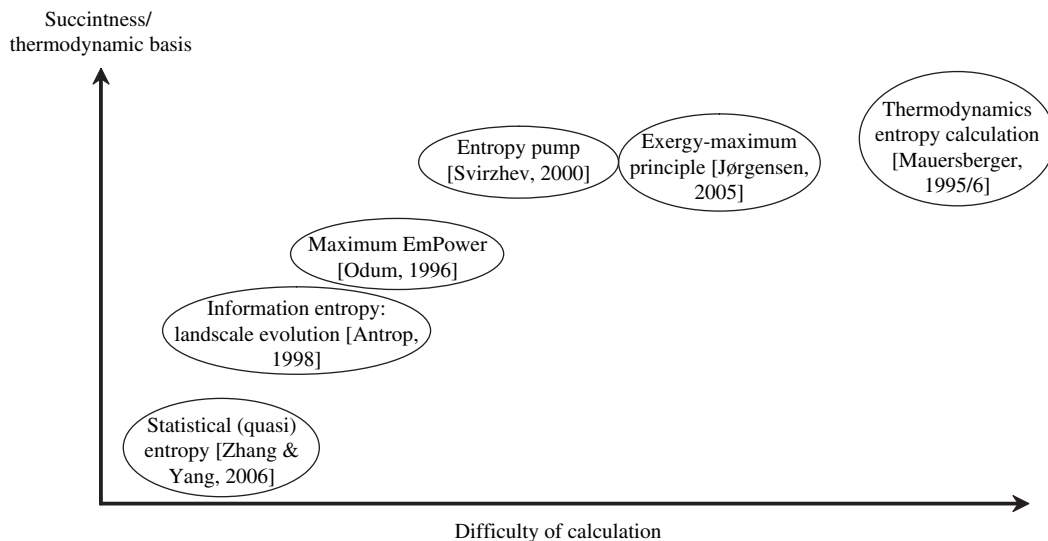 Succintness/
thermodynamic basis
Thermodynamics
entropy calculation
[Mauersberger,
1995/6]
Entropy pump
[Svirzhev, 2000]
Exergy-maximum
principle [Jørgensen,
2005]
Maximum EmPower
[Odum, 1996]
Information entropy:
landscale evolution [Antrop,
1998]
Statistical (quasi)
entropy [Zhang &
Yang, 2006]
Difficulty of calculation